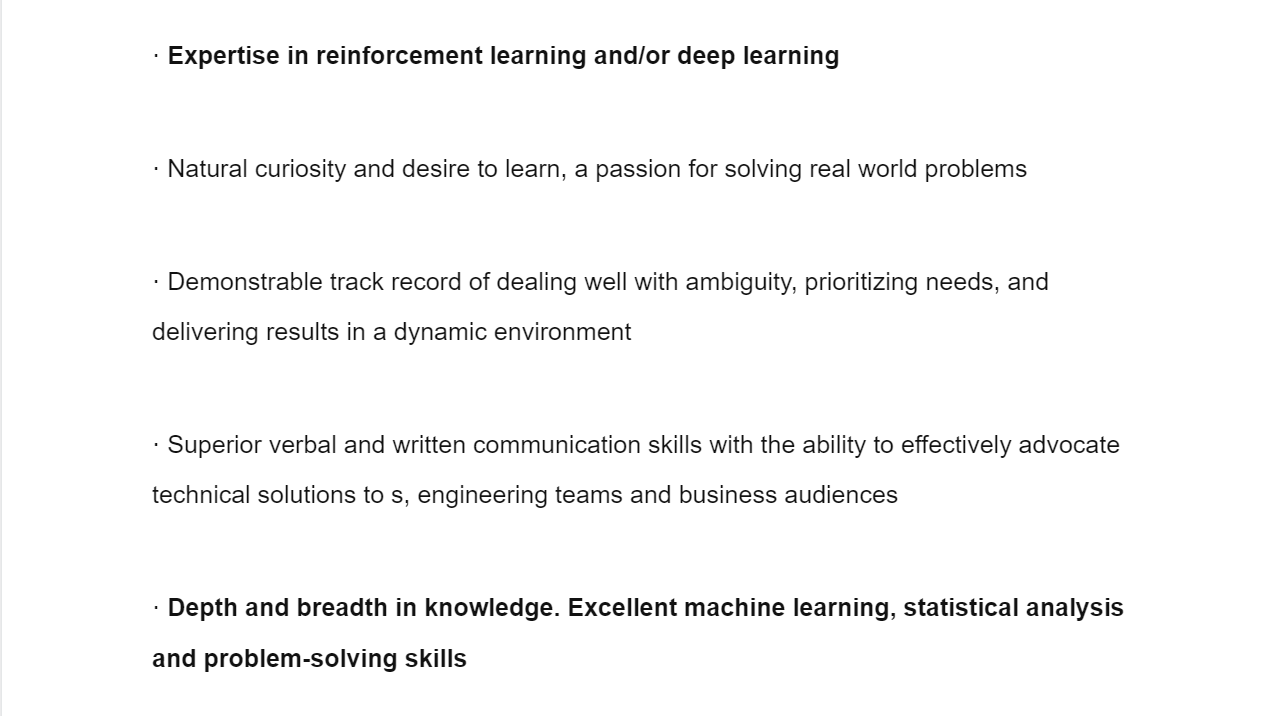 · Expertise in reinforcement learning and/or deep learning
· Natural curiosity and desire to learn, a passion for solving real world problems
· Demonstrable track record of dealing well with ambiguity, prioritizing needs, and
delivering results in a dynamic environment
· Superior verbal and written communication skills with the ability to effectively advocate
technical solutions to s, engineering teams and business audiences
· Depth and breadth in knowledge. Excellent machine learning, statistical analysis
and problem-solving skills